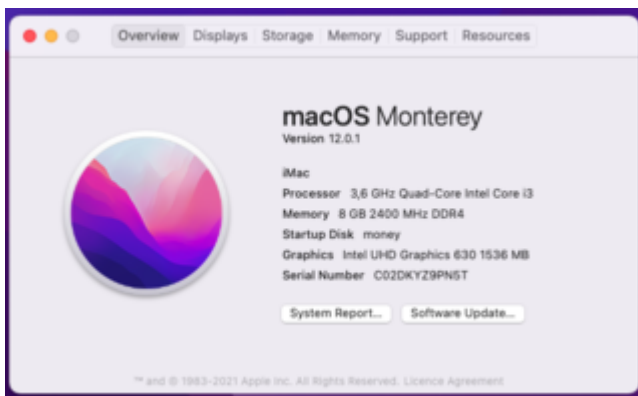 Overview Displays Storage Memory Support Resources
macOS Monterey
Version 12.0.1
iMac
Processor 3,6 GHz Quad-Core Intel Core i3
Memory 8 GB 2400 MHz DDR4
Startup Disk money
Graphics Intel UHD Graphics 630 1536 MB
Serial Number C02DKYZ9PN5T
System Report... Software Update...
™ and © 1983-2021 Apple Inc. All Rights Reserved. Licence Agreement